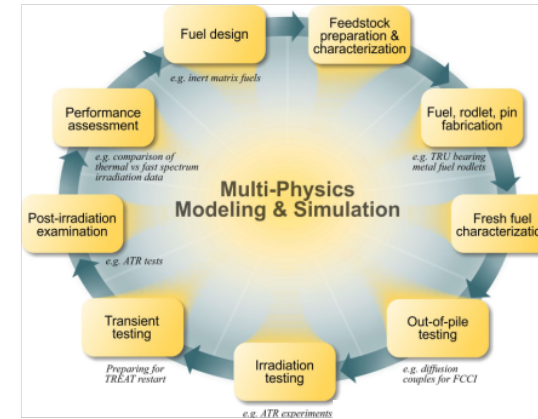 Fuel design
e.g. inert matrix fuels
Feedstock
preparation &
characterization
Fuel, rodlet, pin
fabrication
e.g. TRU bearing
metal fuel rodlets
Fresh fuel
characterizatio
Out-of-pile
testing
e.g. diffusion
couples for FCCI
Irradiation
testing
e.g. ATR experiments
Transient
testing
Preparing for
TREAT restart
Post-irradiation
examination
e.g. ATR tests
Performance
assessment
e.g. comparison of
thermal vs fast spectrum
irradiation data
Multi-Physics
Modeling & Simulation